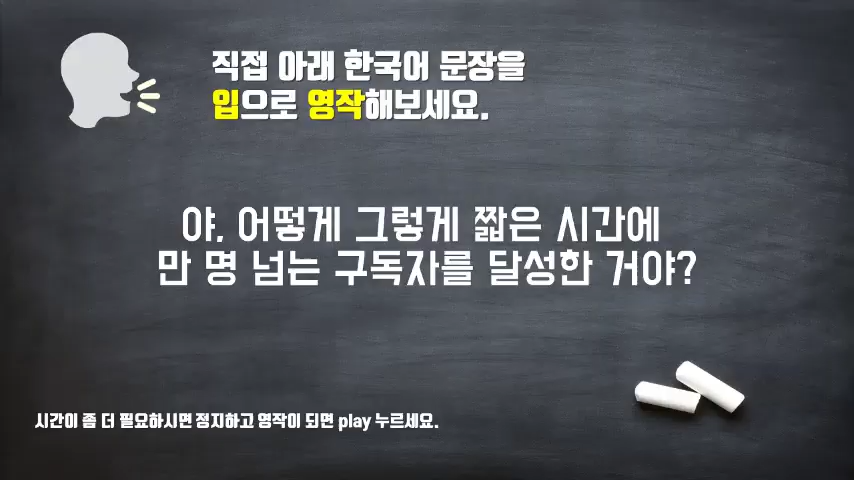 직접 아래 한국어 문장을
입으로 영작해보세요.
야, 어떻게 그렇게 짧은 시간에
만 명 넘는 구독자를 달성한 거야?
시간이 좀 더 필요하시면 정지하고 영작이 되면 play 누르세요.